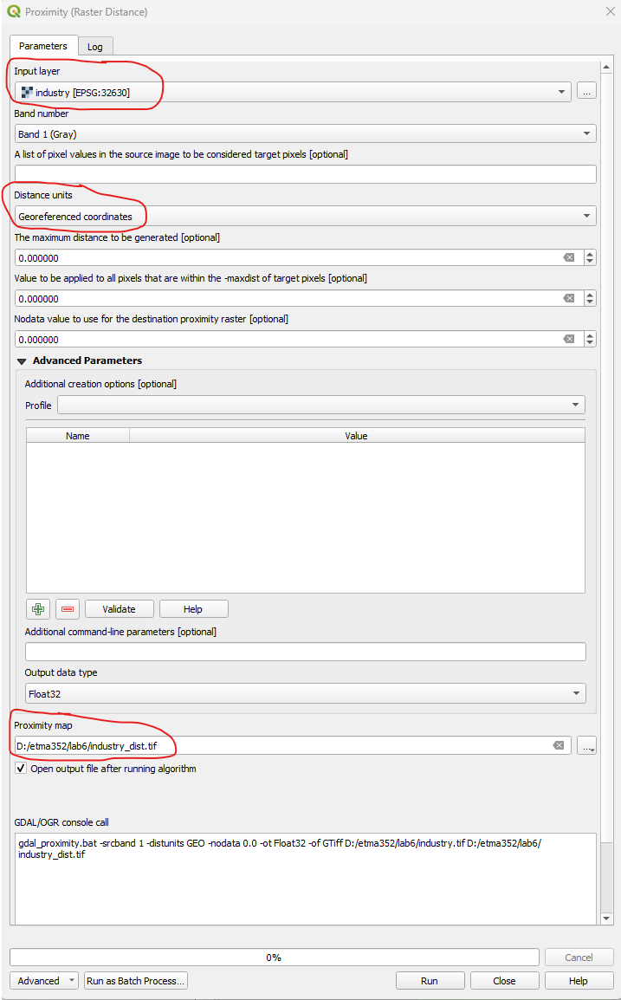 Proximity (Raster Distance)
Parameters
Log
Input layer
industry [EPSG:32630]
...
Band number
Band 1 (Gray)
A list of pixel values in the source image to be considered target pixels [optional]
Distance units
Georeferenced coordinates
The maximum distance to be generated [optional]
0.000000
Value to be applied to all pixels that are within the -maxdist of target pixels [optional]
0.000000
Nodata value to use for the destination proximity raster [optional]
0.000000
Advanced Parameters
Additional creation options [optional]
Profile
Name Value
Validate Help
Additional command-line parameters [optional]
Output data type
Float32
Proximity map
D:/etma352/lab6/industry_dist.tif
...
Open output file after running algorithm
GDAL/OGR console call
gdal_proximity.bat -srcband 1 -distunits GEO -nodata 0.0 -ot Float32 -of GTiff D:/etma352/lab6/industry.tif D:/etma352/lab6/
industry_dist.tif
0%
Cancel
Advanced Run as Batch Process... Run Close Help